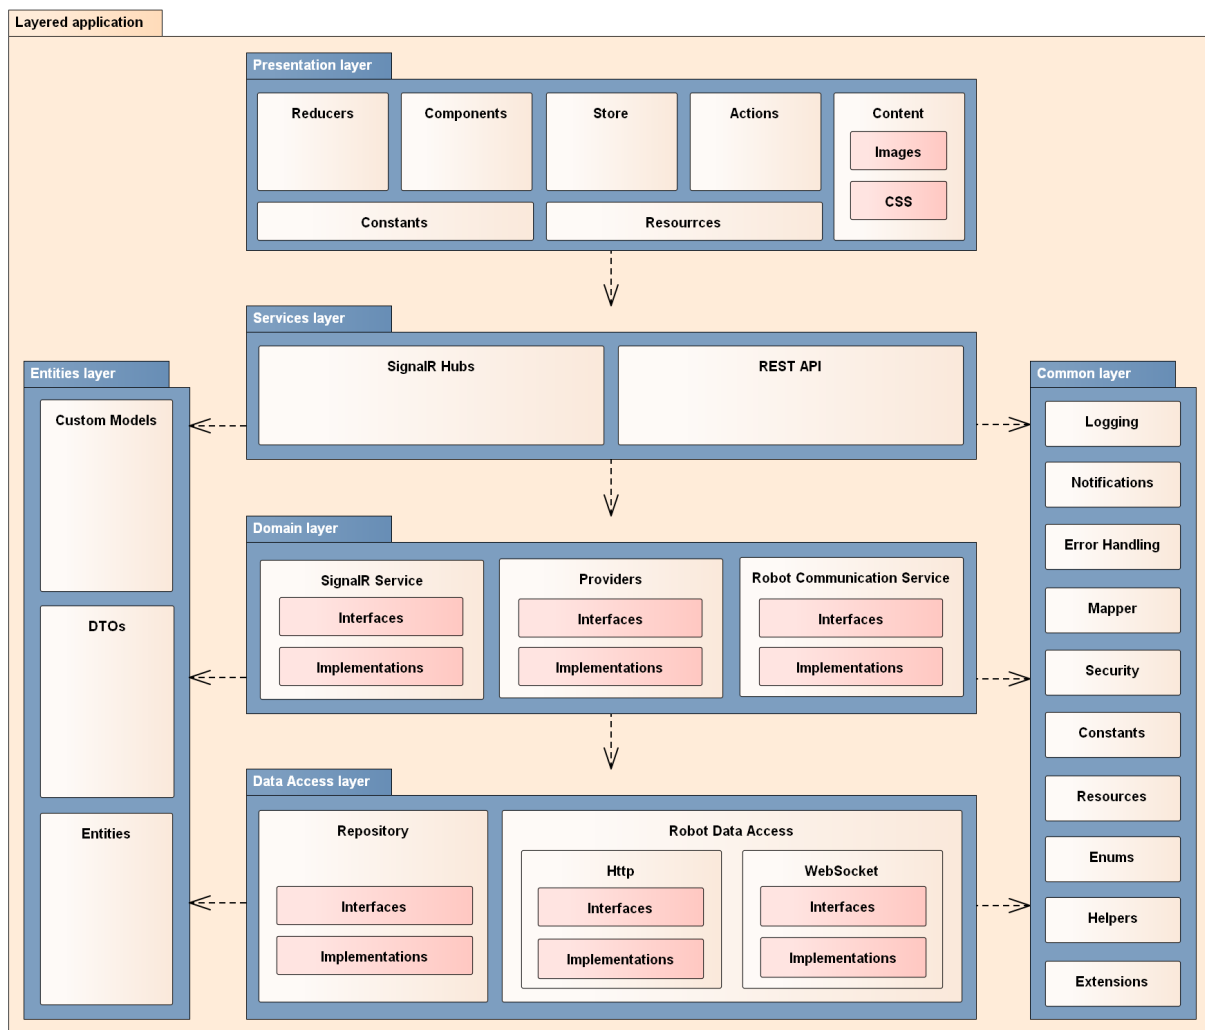 Layered application
Presentation layer
Reducers
Components
Store
Actions
Content
Images
CSS
Constants
Resourrces
Services layer
SignalR Hubs
REST API
Entities layer
Custom Models
DTOs
Entities
Domain layer
SignalR Service
Interfaces
Implementations
Providers
Interfaces
Implementations
Robot Communication Service
Interfaces
Implementations
Data Access layer
Repository
Interfaces
Implementations
Robot Data Access
Http
Interfaces
Implementations
WebSocket
Interfaces
Implementations
Common layer
Logging
Notifications
Error Handling
Mapper
Security
Constants
Resources
Enums
Helpers
Extensions